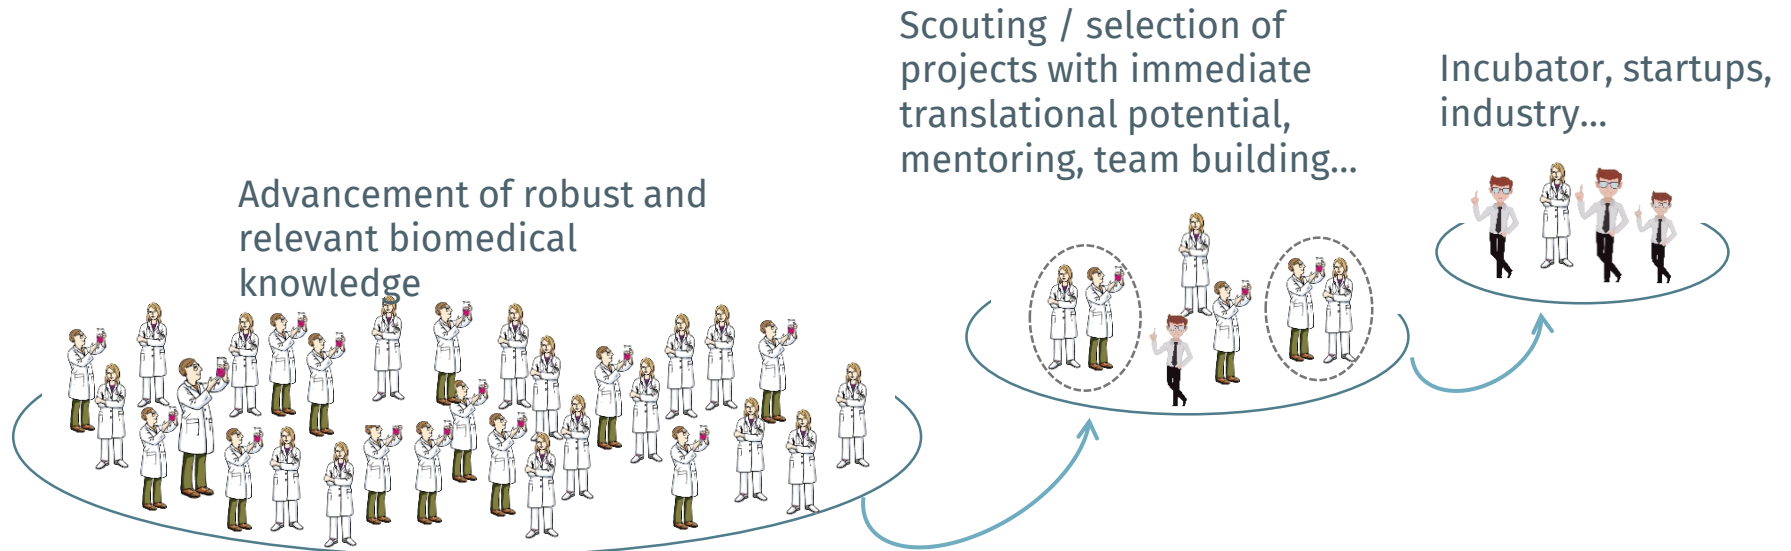 Advancement of robust and
relevant biomedical
knowledge
Scouting / selection of
projects with immediate
translational potential,
mentoring, team building...
Incubator, startups,
industry...